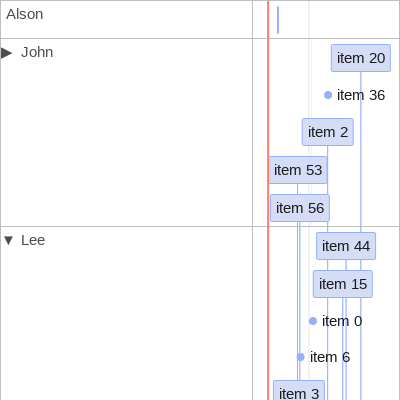 Alson
▶ John
item 20
item 36
item 2
item 53
item 56
▼ Lee
item 44
item 15
item 0
item 6
item 3